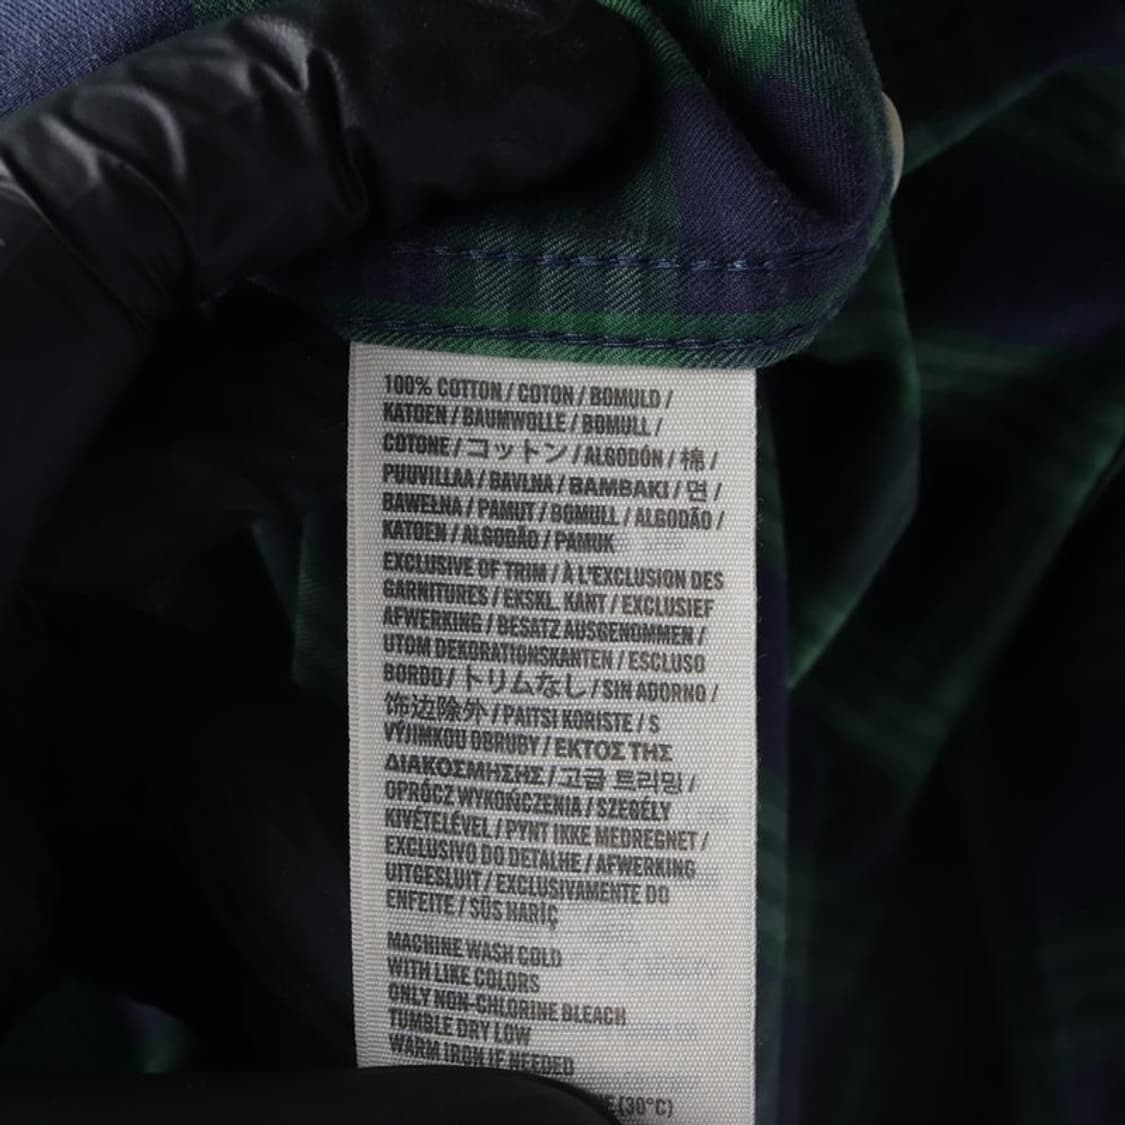 100% COTTON / COTON / BOMULD /
KATOEN / BAUMWOLLE / BOMULL /
COTONE / コットン / ALGODÓN / 棉 /
PUUVILLAA / BAVLNA / BAMBAKI / 면 /
BAWEŁNA / PAMUT / BOMULL / ALGODÃO /
KATOEN / ALGODÃO / PAMUK
EXCLUSIVE OF TRIM / À L'EXCLUSION DES
GARNITURES / EKSKL. KANT / EXCLUSIEF
AFWERKING / BESATZ AUSGENOMMEN /
UTOM DEKORATIONSKANTEN / ESCLUSO
BORDO / トリムなし / SIN ADORNO /
饰边除外 / PAITSI KORISTE / S
VÝJIMKOU OBRUBY / ΕΚΤΟΣ ΤΗΣ
ΔΙΑΚΟΣΜΗΣΗΣ / 고급 트리밍 /
OPRÓCZ WYKOŃCZENIA / SZEGÉLY
KIVÉTELÉVEL / PYNT IKKE MEDREGNET /
EXCLUSIVO DO DETALHE / AFWERKING
UITGESLUIT / EXCLUSIVAMENTE DO
ENFEITE / SÜS HARİÇ
MACHINE WASH COLD
WITH LIKE COLORS
ONLY NON-CHLORINE BLEACH
TUMBLE DRY LOW
WARM IRON IF NEEDED
(30°C)